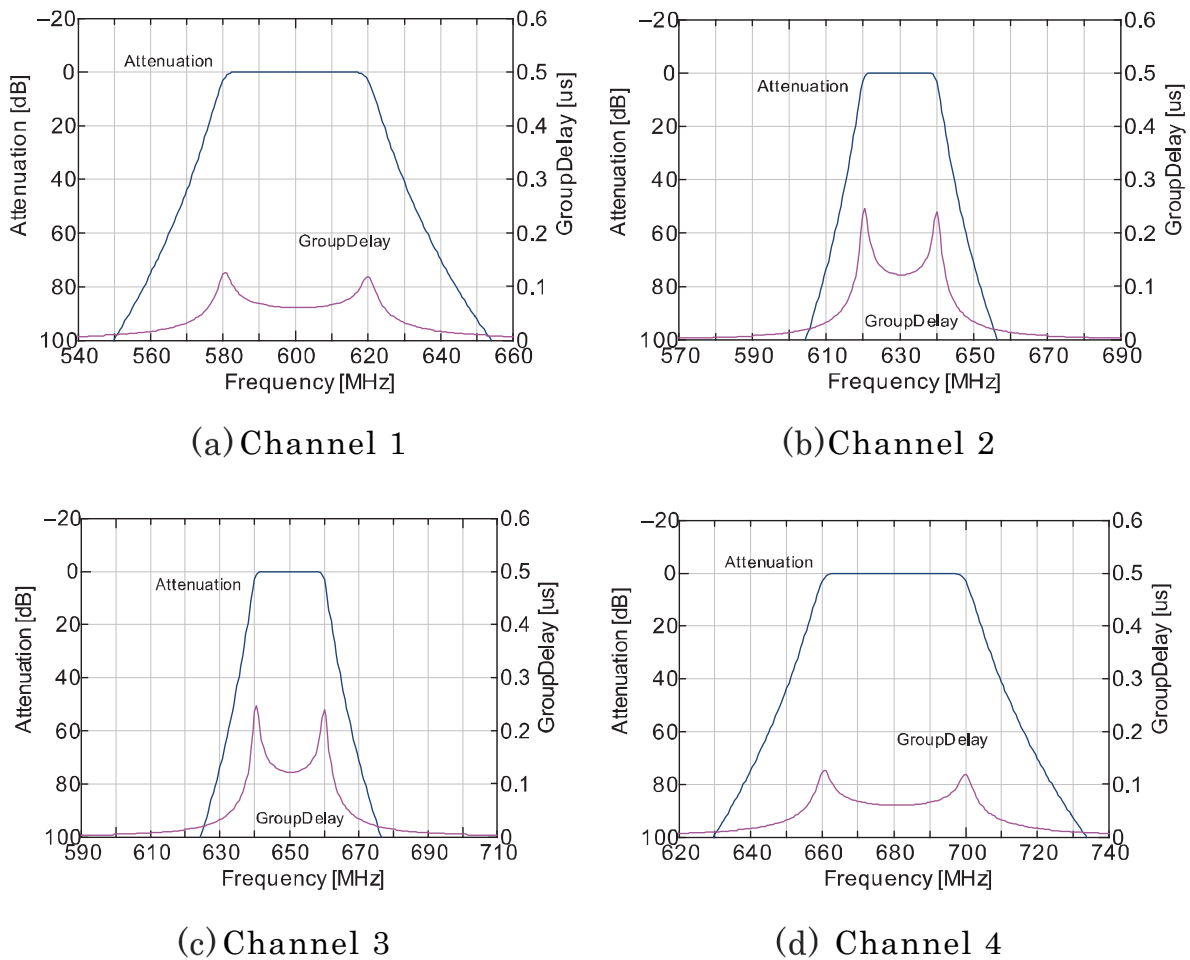 −20
0
20
40
60
80
100
Attenuation [dB]
Attenuation
GroupDelay
0.6
0.5
0.4
0.3
0.2
0.1
0
GroupDelay [us]
540 560 580 600 620 640 660
Frequency [MHz]
(a) Channel 1
−20
0
20
40
60
80
100
Attenuation [dB]
Attenuation
GroupDelay
0.6
0.5
0.4
0.3
0.2
0.1
0
GroupDelay [us]
570 590 610 630 650 670 690
Frequency [MHz]
(b) Channel 2
−20
0
20
40
60
80
100
Attenuation [dB]
Attenuation
GroupDelay
0.6
0.5
0.4
0.3
0.2
0.1
0
GroupDelay [us]
590 610 630 650 670 690 710
Frequency [MHz]
(c) Channel 3
−20
0
20
40
60
80
100
Attenuation [dB]
Attenuation
GroupDelay
0.6
0.5
0.4
0.3
0.2
0.1
0
GroupDelay [us]
620 640 660 680 700 720 740
Frequency [MHz]
(d) Channel 4